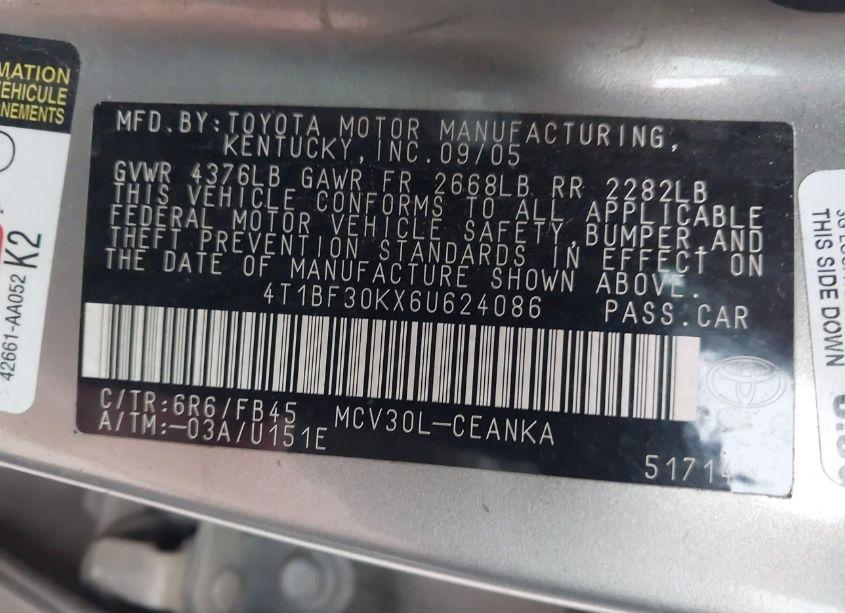 MFD.BY:TOYOTA MOTOR MANUFACTURING,
KENTUCKY,INC.09/05
GVWR 4376LB GAWR FR 2668LB RR 2282LB
THIS VEHICLE CONFORMS TO ALL APPLICABLE
FEDERAL MOTOR VEHICLE SAFETY,BUMPER,AND
THEFT PREVENTION STANDARDS IN EFFECT ON
THE DATE OF MANUFACTURE SHOWN ABOVE.
4T1BF30KX6U624086 PASS.CAR
C/TR:6R6/FB45 MCV30L-CEANKA
A/TM:-03A/U151E
VEHICULE
42661-AA052
K2
THIS SIDE DOWN